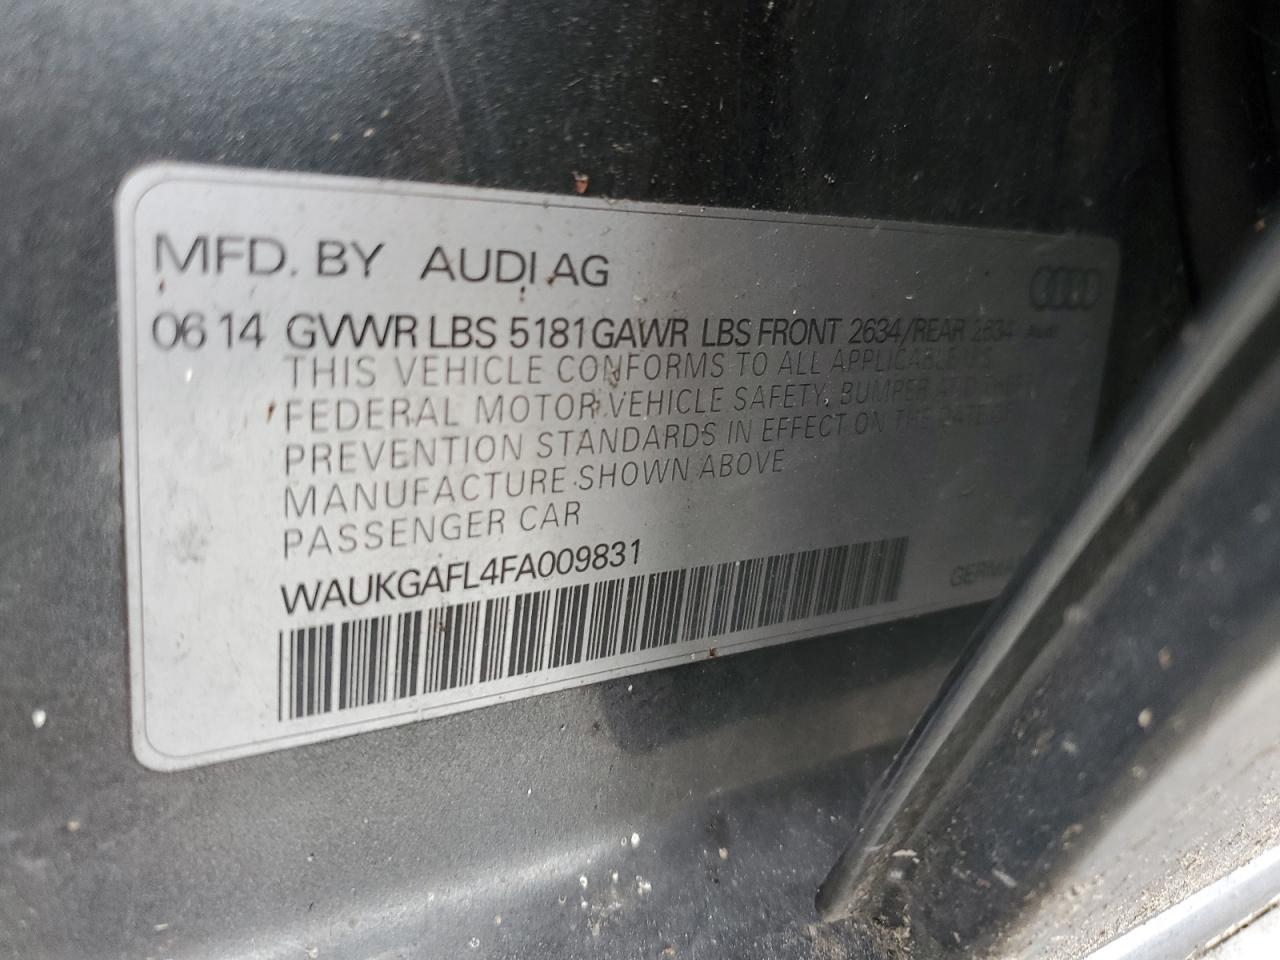 MFD. BY AUDI AG
06 14 GVWR LBS 5181 GAWR LBS FRONT 2634/REAR 2634 Audi
THIS VEHICLE CONFORMS TO ALL APPLICABLE U.S.
FEDERAL MOTOR VEHICLE SAFETY, BUMPER AND THEFT
PREVENTION STANDARDS IN EFFECT ON THE DATE OF
MANUFACTURE SHOWN ABOVE
PASSENGER CAR
WAUKGAFL4FA009831